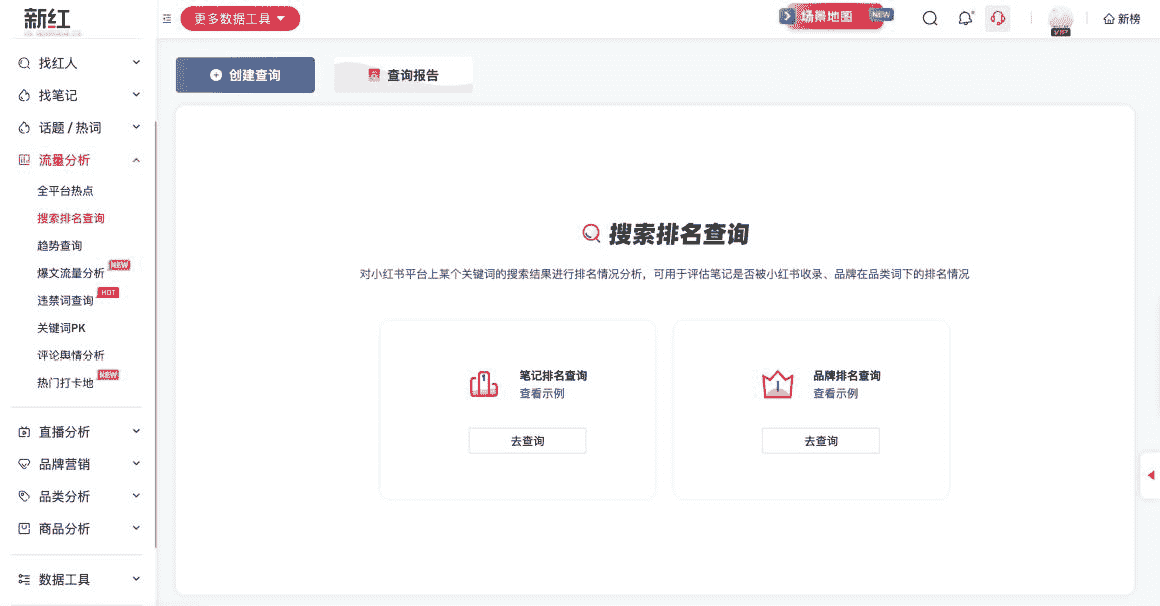 新红
更多数据工具
场景地图
NEW
VIP
新榜
找红人
找笔记
话题 / 热词
流量分析
全平台热点
搜索排名查询
趋势查询
爆文流量分析
NEW
违禁词查询
HOT
关键词PK
评论舆情分析
热门打卡地
NEW
直播分析
品牌营销
品类分析
商品分析
数据工具
创建查询
查询报告
搜索排名查询
对小红书平台上某个关键词的搜索结果进行排名情况分析，可用于评估笔记是否被小红书收录、品牌在品类词下的排名情况
1
笔记排名查询
查看示例
去查询
1
品牌排名查询
查看示例
去查询